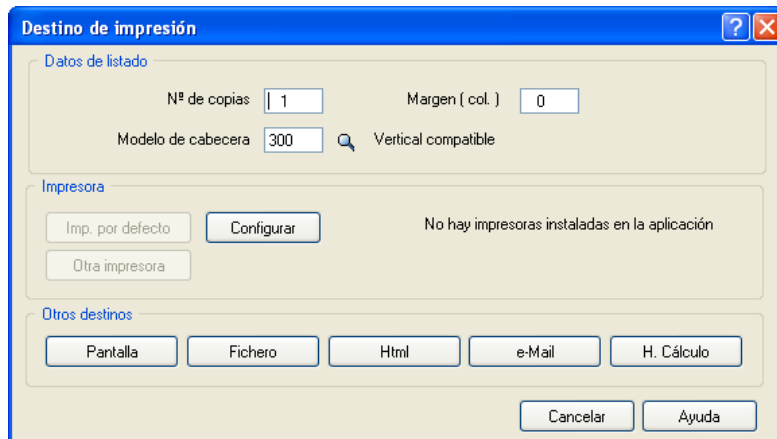 Destino de impresión
Datos de listado
Nº de copias 1 Margen ( col. ) 0
Modelo de cabecera 300 Vertical compatible
Impresora
Imp. por defecto Configurar No hay impresoras instaladas en la aplicación
Otra impresora
Otros destinos
Pantalla Fichero Html e-Mail H. Cálculo
Cancelar Ayuda